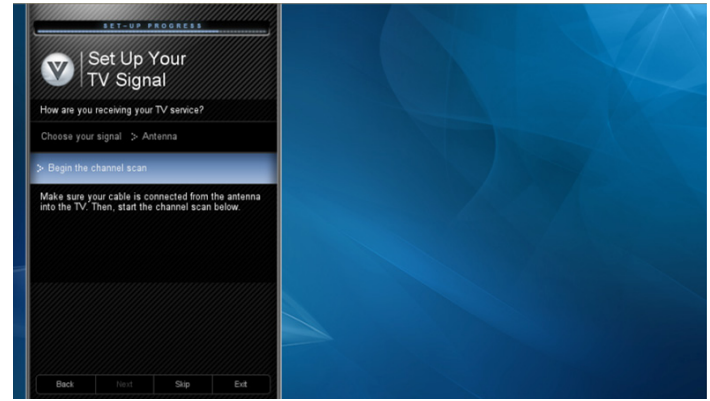 SET-UP PROGRESS
V
Set Up Your
TV Signal
How are you receiving your TV service?
Choose your signal > Antenna
> Begin the channel scan
Make sure your cable is connected from the antenna
into the TV. Then, start the channel scan below.
Back Next Skip Exit